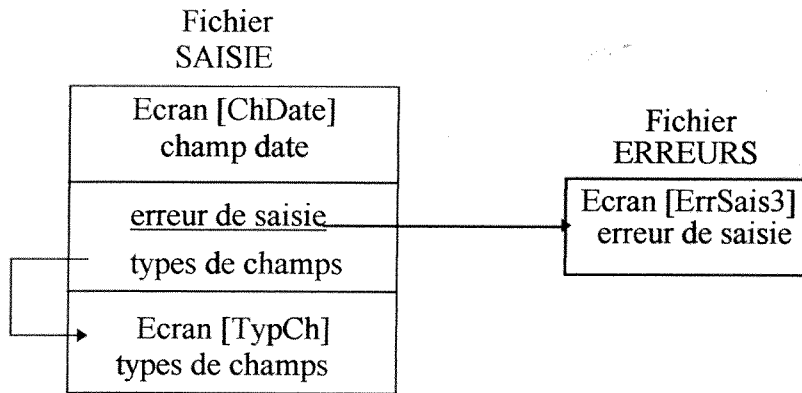 Fichier
SAISIE
Ecran [ChDate]
champ date
erreur de saisie
types de champs
Ecran [TypCh]
types de champs
Fichier
ERREURS
Ecran [ErrSais3]
erreur de saisie